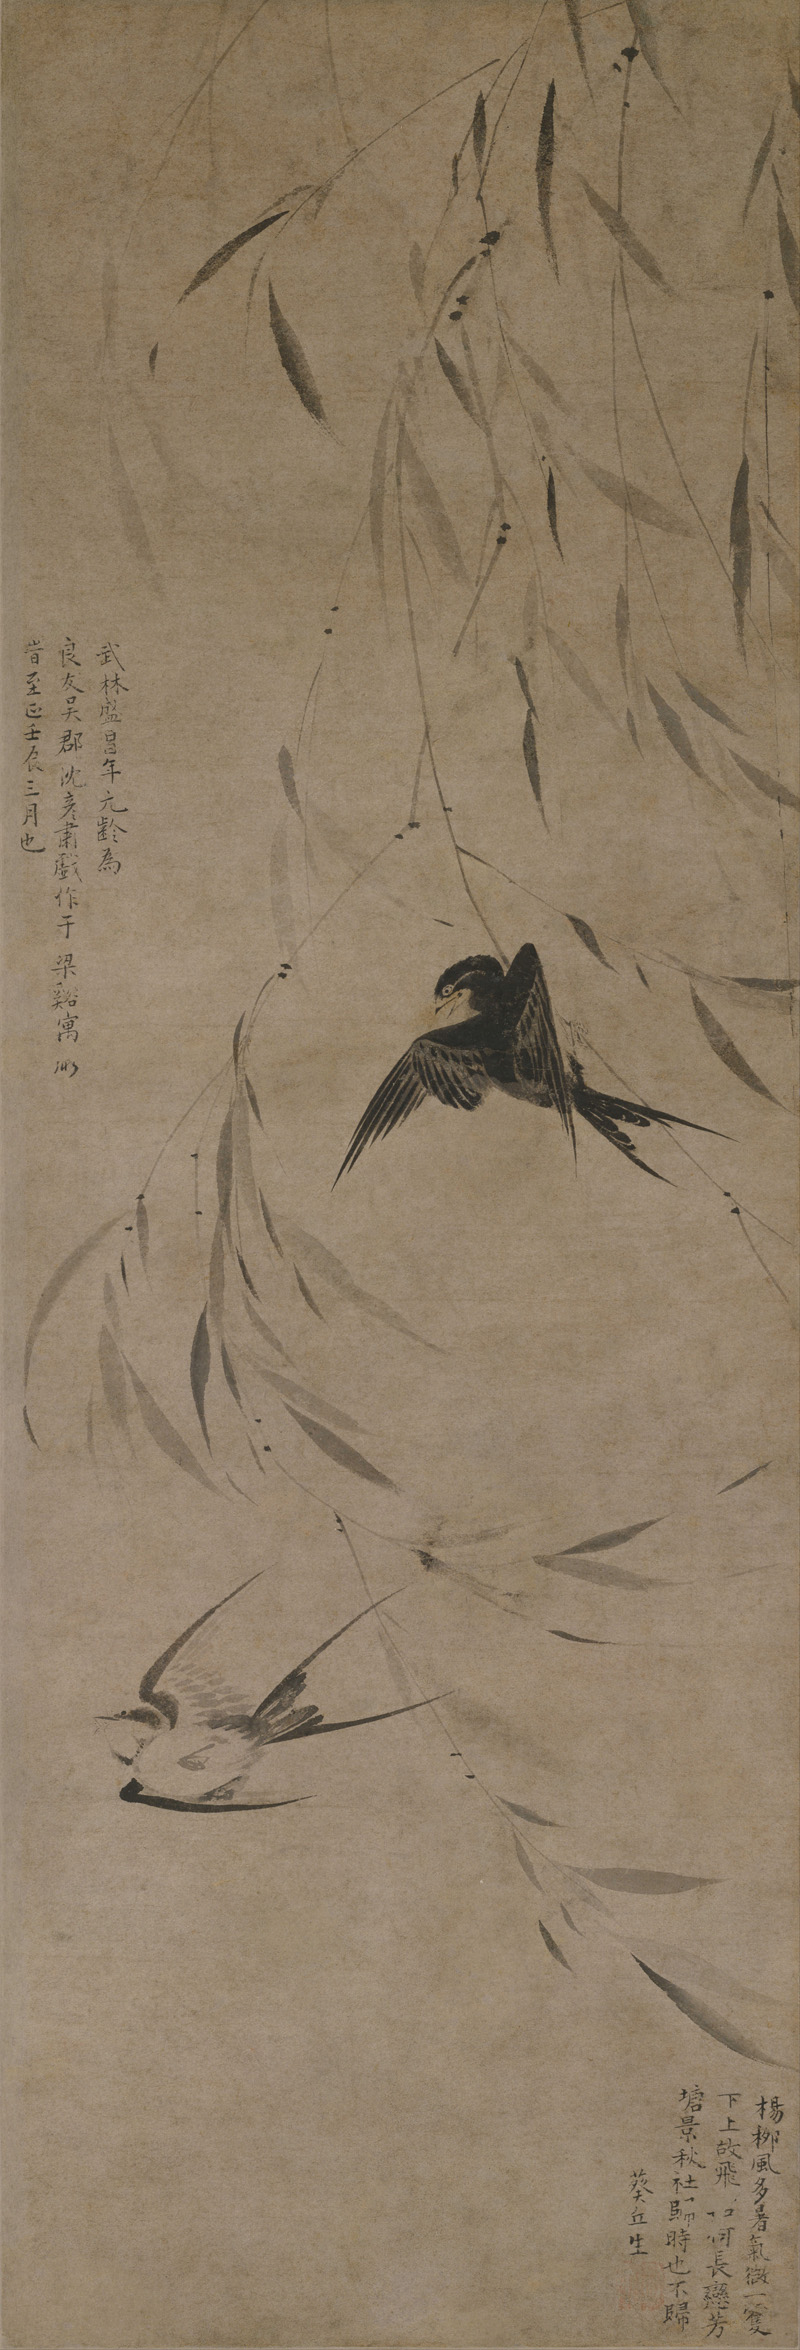 武林盛昌年元齡為
良友吴郡沈彥肅戲作于梁谿寓所
旹至正壬辰三月也
楊柳風多暑氣微一雙
下上故飛〃如何長戀芳
塘景秋社歸時也不歸
葵丘生